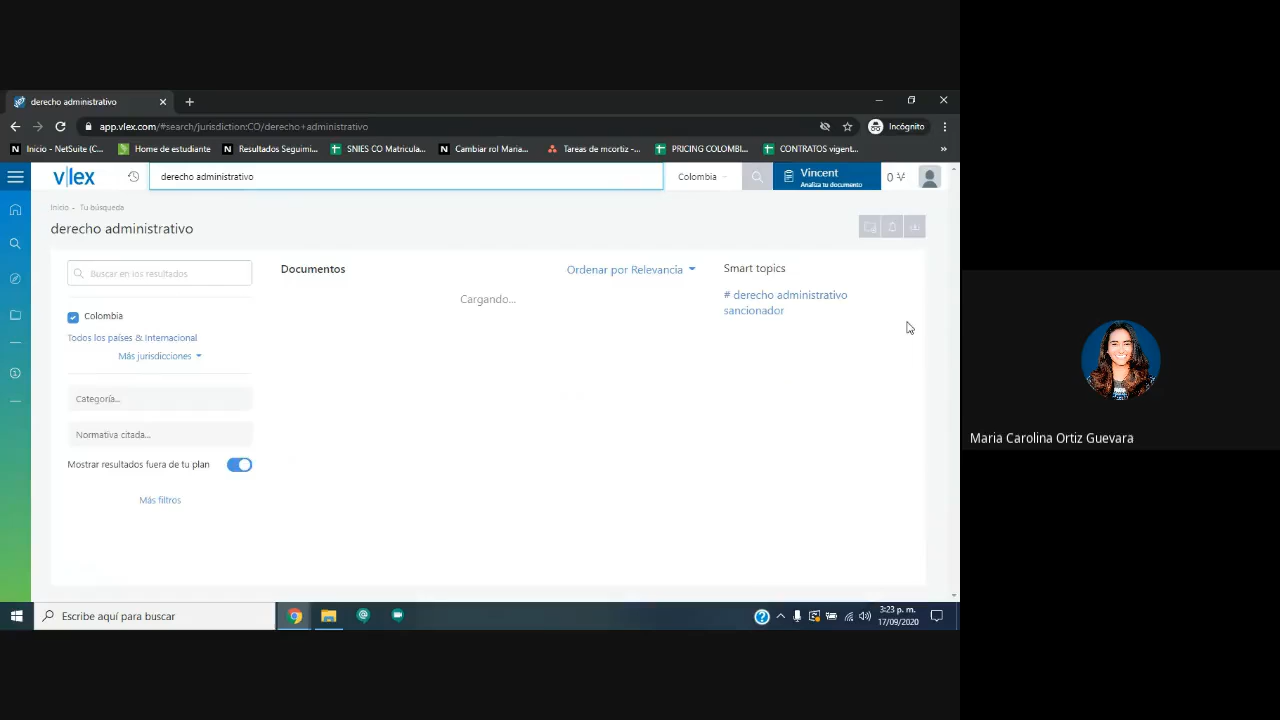 derecho administrativo
app.vlex.com/#search/jurisdiction:CO/derecho+administrativo
Incógnito
Inicio - NetSuite (C...
Home de estudiante
Resultados Seguimi...
SNIES CO Matricula...
Cambiar rol Maria...
Tareas de mcortiz -...
PRICING COLOMBI...
CONTRATOS vigent...
»
v|lex
derecho administrativo
Colombia
Vincent
Analiza tu documento
0
Inicio - Tu búsqueda
derecho administrativo
Buscar en los resultados
Documentos
Ordenar por Relevancia
Smart topics
Cargando...
# derecho administrativo
sancionador
Colombia
Todos los países & Internacional
Más jurisdicciones
Categoría...
Normativa citada...
Mostrar resultados fuera de tu plan
Más filtros
Maria Carolina Ortiz Guevara
Escribe aquí para buscar
3:23 p. m.
17/09/2020